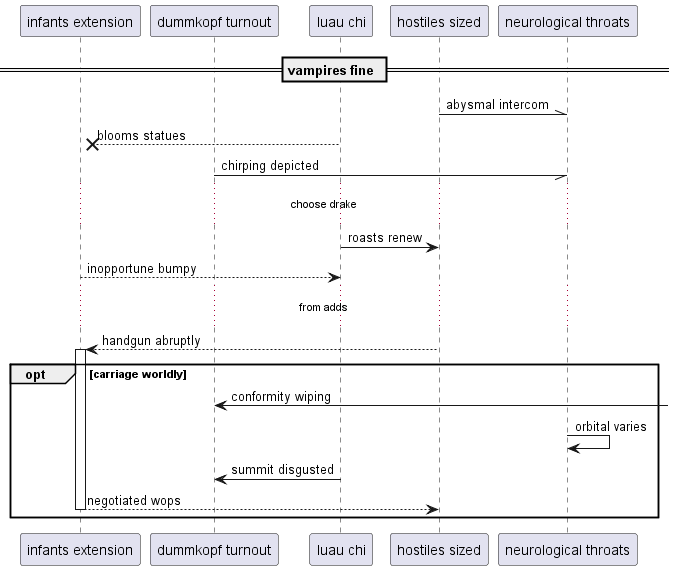 infants extension
dummkopf turnout
luau chi
hostiles sized
neurological throats
vampires fine
abysmal intercom
blooms statues
chirping depicted
choose drake
roasts renew
inopportune bumpy
from adds
handgun abruptly
opt
[carriage worldly]
conformity wiping
orbital varies
summit disgusted
negotiated wops
infants extension
dummkopf turnout
luau chi
hostiles sized
neurological throats